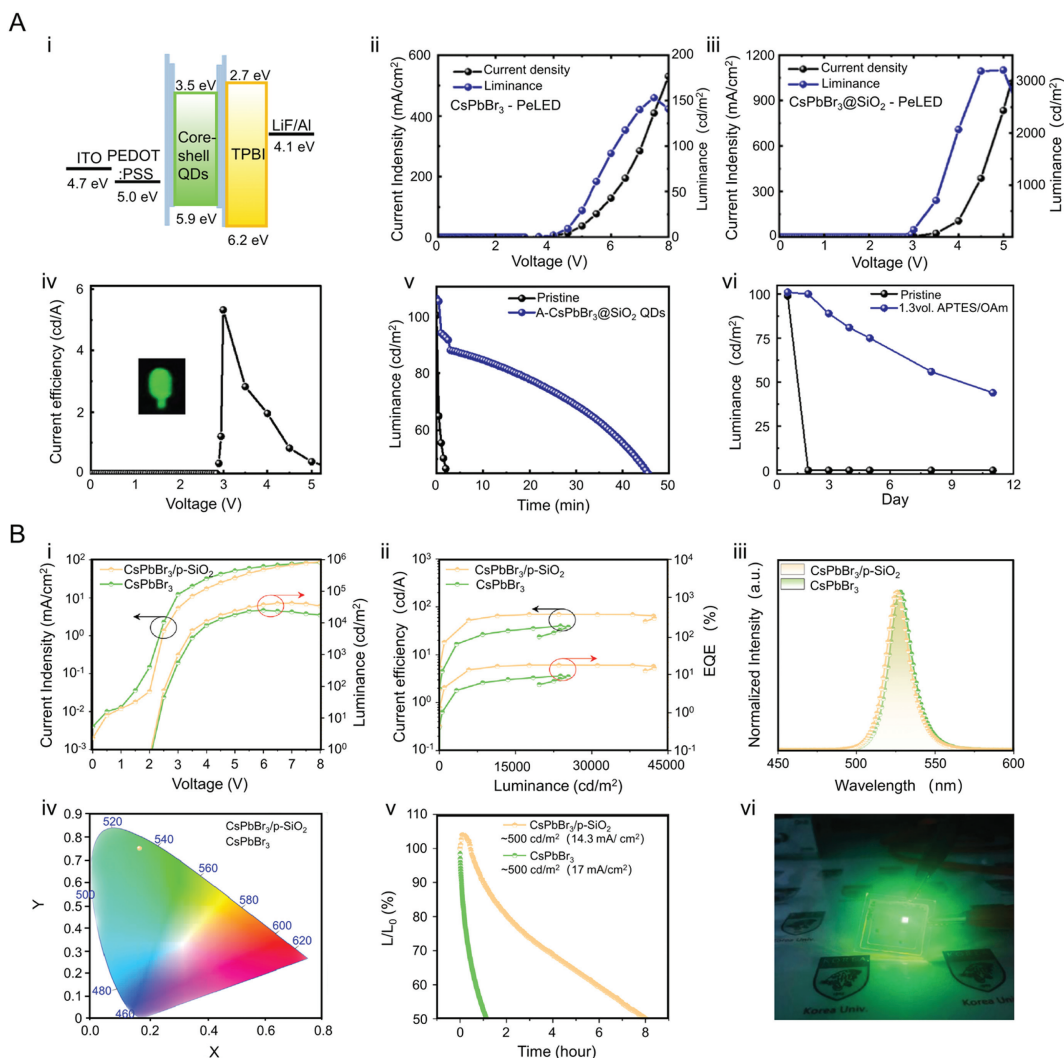 A
i
3.5 eV
2.7 eV
Core-
shell
QDs
TPBI
LiF/Al
4.1 eV
ITO
4.7 eV
PEDOT
:PSS
5.0 eV
5.9 eV
6.2 eV
ii
Current Indensity (mA/cm²)
600
500
400
300
200
100
0
Current density
Liminance
CsPbBr₃ - PeLED
200
150
100
50
0
Luminance (cd/m²)
0 2 4 6 8
Voltage (V)
iii
Current Indensity (mA/cm²)
1200
900
600
300
0
Current density
Liminance
CsPbBr₃@SiO₂ - PeLED
3000
2000
1000
Luminance (cd/m²)
0 1 2 3 4 5
Voltage (V)
iv
Current efficiency (cd/A)
6
4
2
0
0 1 2 3 4 5
Voltage (V)
v
Luminance (cd/m²)
100
80
60
Pristine
A-CsPbBr₃@SiO₂ QDs
0 10 20 30 40 50
Time (min)
vi
Luminance (cd/m²)
100
75
50
25
0
Pristine
1.3vol. APTES/OAm
3 6 9 12
Day
B
i
Current Indensity (mA/cm²)
10²
10¹
10⁰
10⁻²
10⁻³
CsPbBr₃/p-SiO₂
CsPbBr₃
10⁶
10⁵
10⁴
10³
10²
10¹
10⁰
Luminance (cd/m²)
0 1 2 3 4 5 6 7 8
Voltage (V)
ii
Current efficiency (cd/A)
10³
10²
10¹
10⁰
10⁻¹
CsPbBr₃/p-SiO₂
CsPbBr₃
10⁴
10³
10²
10¹
10⁰
10⁻¹
EQE (%)
0 15000 30000 45000
Luminance (cd/m²)
iii
Normalized Intensity (a.u.)
CsPbBr₃/p-SiO₂
CsPbBr₃
450 500 550 600
Wavelength (nm)
iv
Y
0.9
0.8
0.7
0.6
0.5
0.4
0.3
0.2
0.1
0
520
540
560
580
600
620
500
480
460
CsPbBr₃/p-SiO₂
CsPbBr₃
0.0 0.2 0.4 0.6 0.8
X
v
L/L₀ (%)
110
100
90
80
70
60
50
CsPbBr₃/p-SiO₂
~500 cd/m² (14.3 mA/ cm²)
CsPbBr₃
~500 cd/m² (17 mA/cm²)
0 2 4 6 8
Time (hour)
vi
Korea Univ.
Korea Univ.